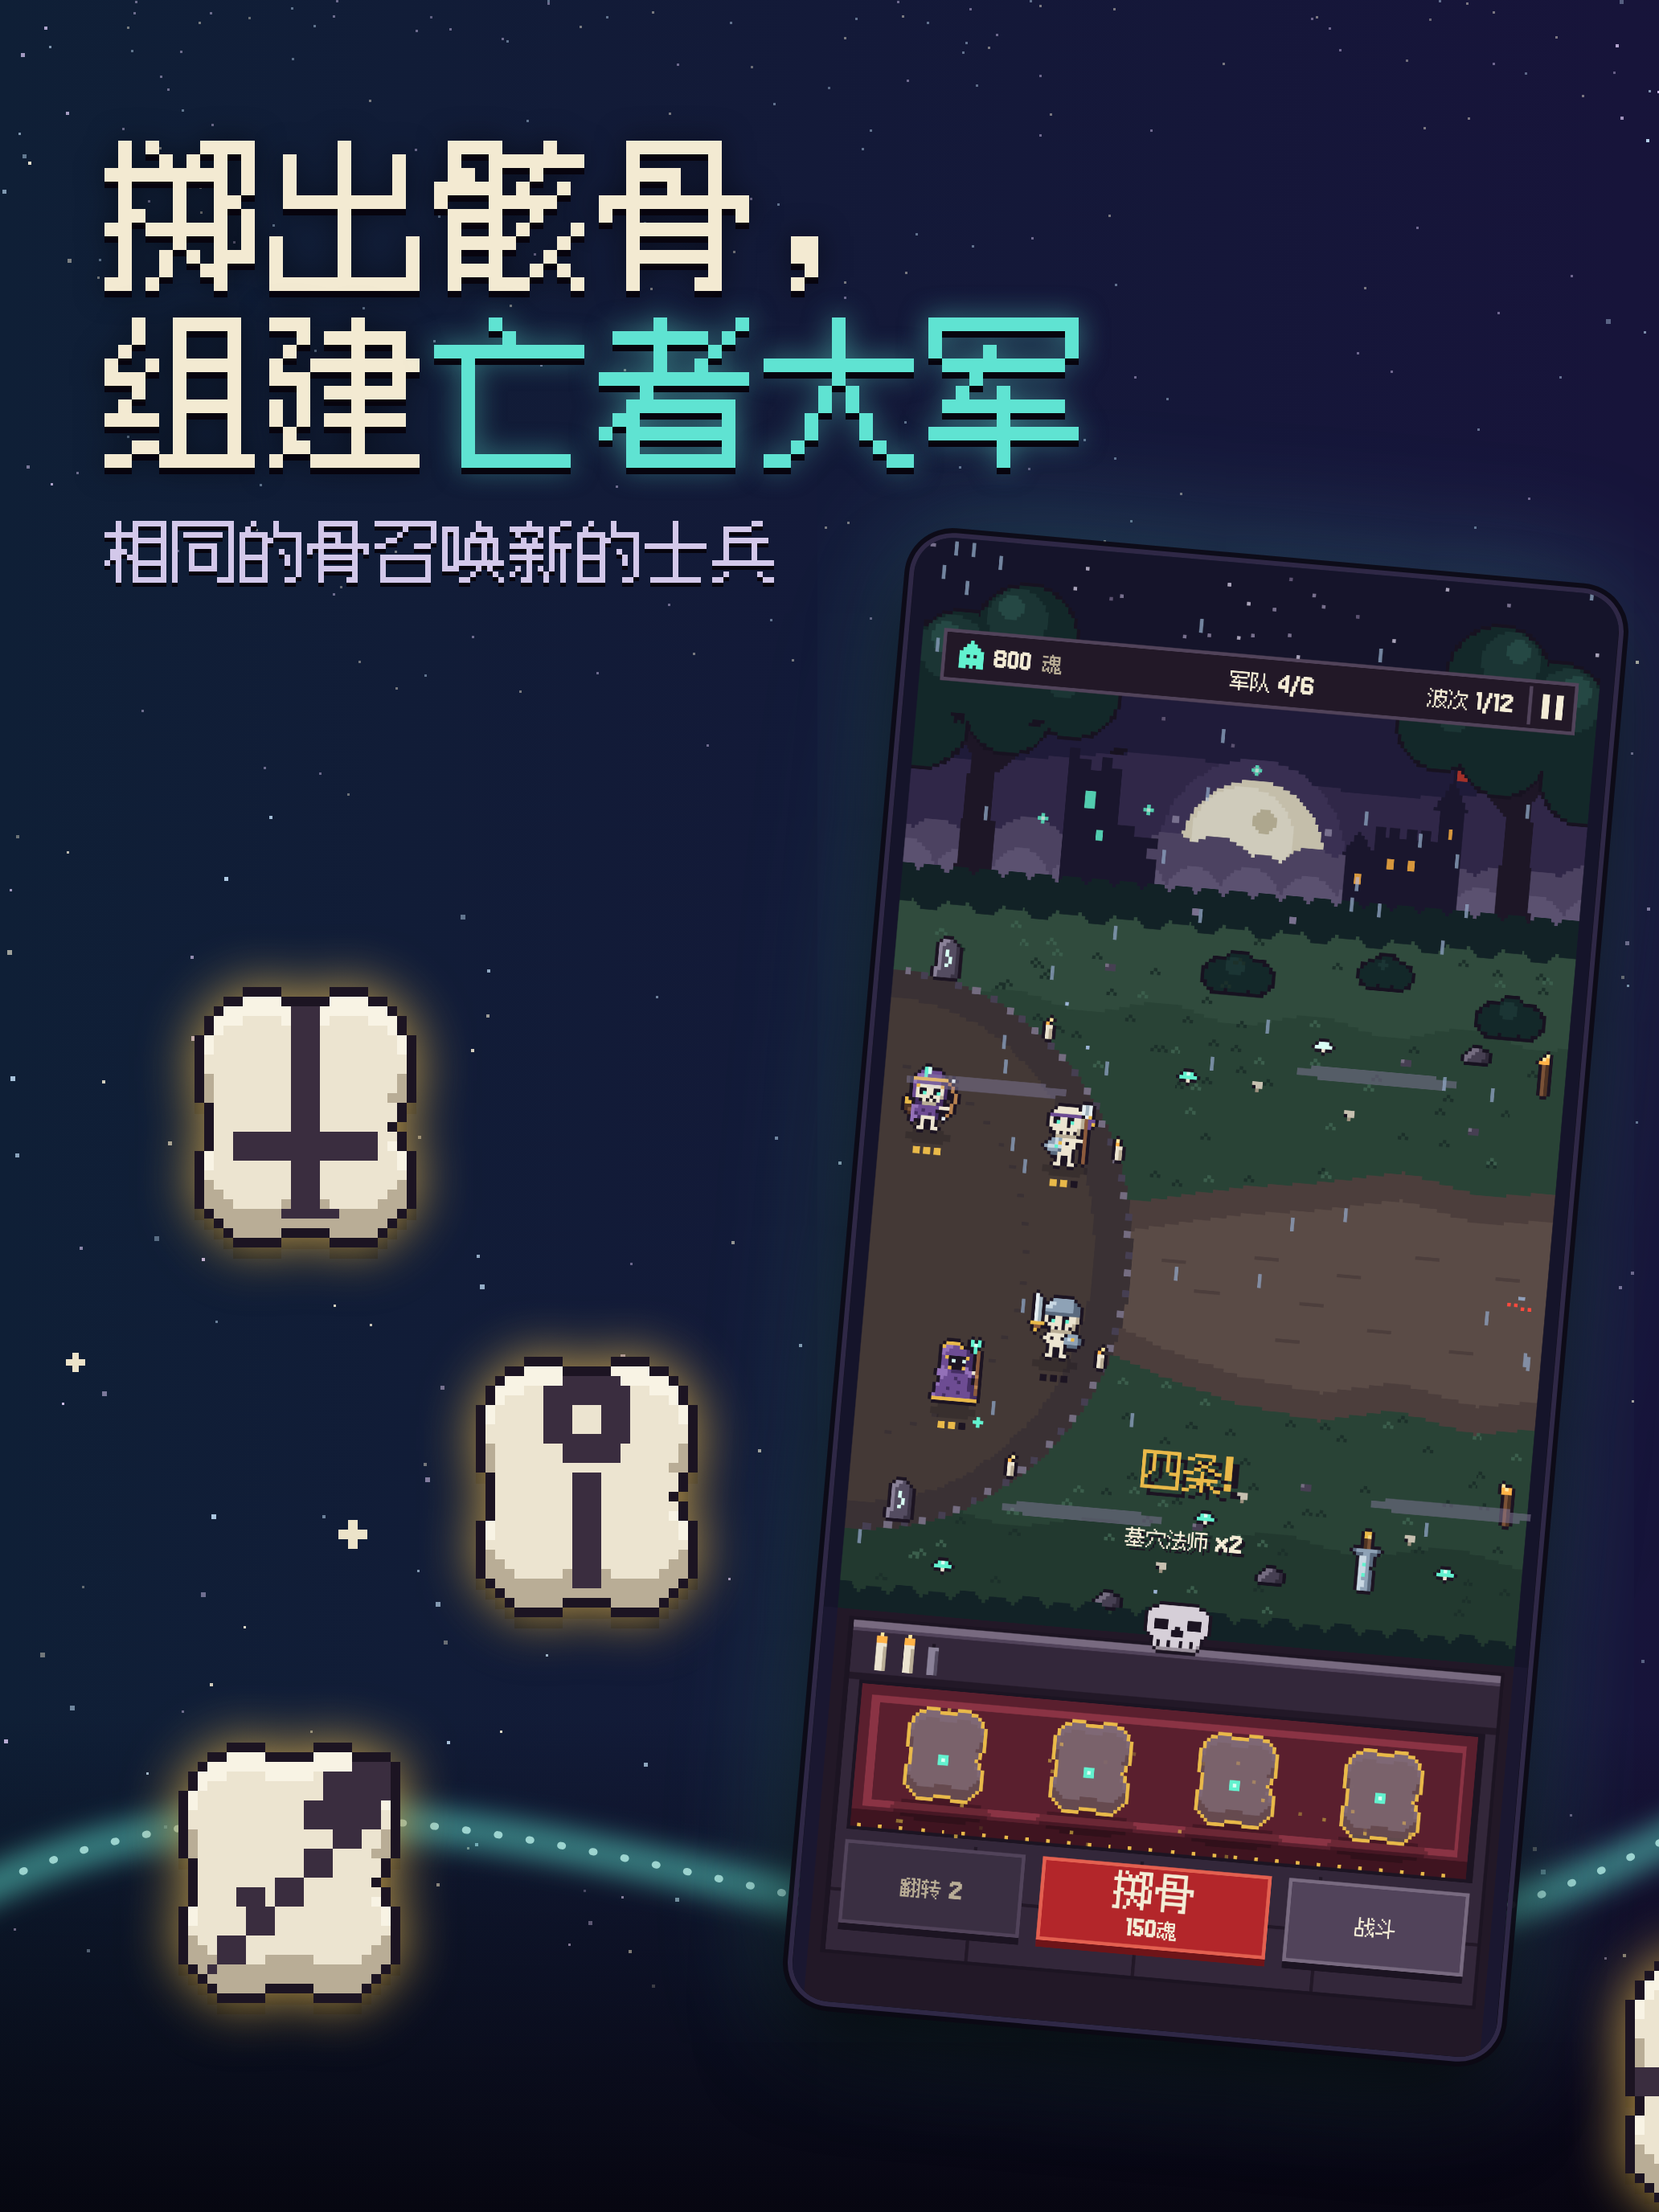 掷出骸骨,
组建亡者大军
相同的骨召唤新的士兵
800 魂
军队 4/6
波次 1/12
四条!
墓穴法师 x2
翻转 2
掷骨
150魂
战斗